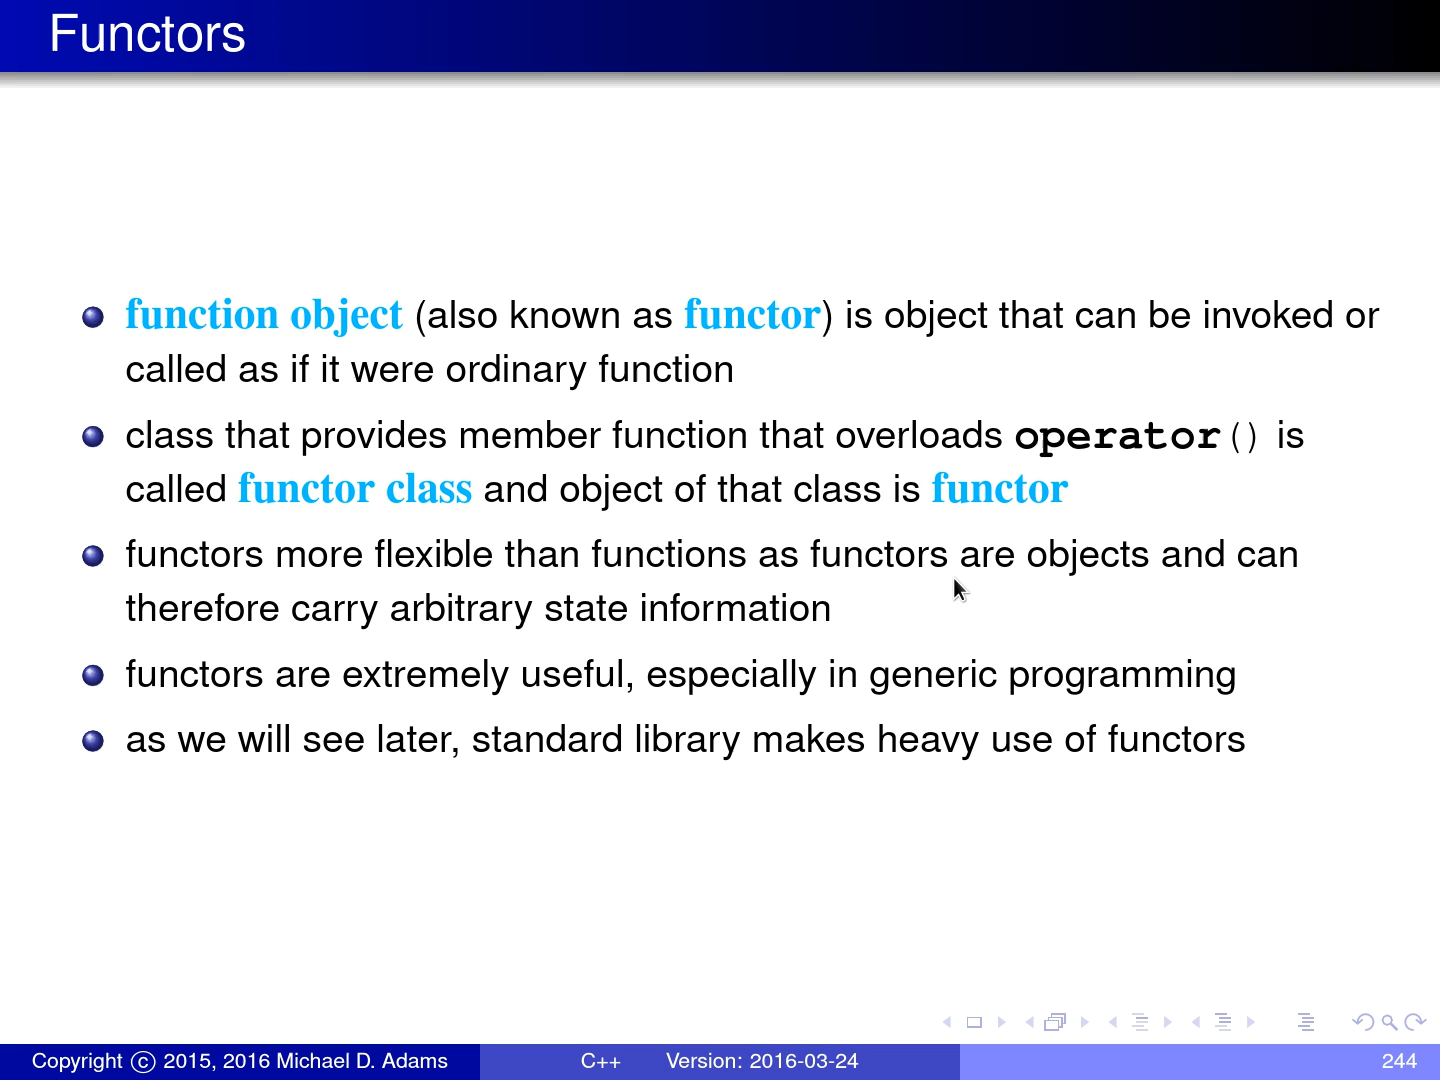 Functors
function object (also known as functor) is object that can be invoked or
called as if it were ordinary function
class that provides member function that overloads operator() is
called functor class and object of that class is functor
functors more flexible than functions as functors are objects and can
therefore carry arbitrary state information
functors are extremely useful, especially in generic programming
as we will see later, standard library makes heavy use of functors
Copyright © 2015, 2016 Michael D. Adams C++ Version: 2016-03-24 244